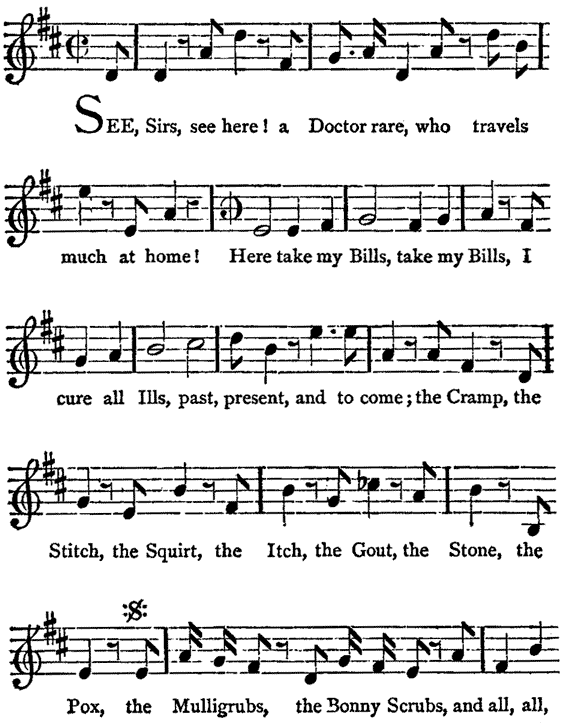 SEE, Sirs, see here! a Doctor rare, who travels
much at home! Here take my Bills, take my Bills, I
cure all Ills, past, present, and to come; the Cramp, the
Stitch, the Squirt, the Itch, the Gout, the Stone, the
Pox, the Mulligrubs, the Bonny Scrubs, and all, all,